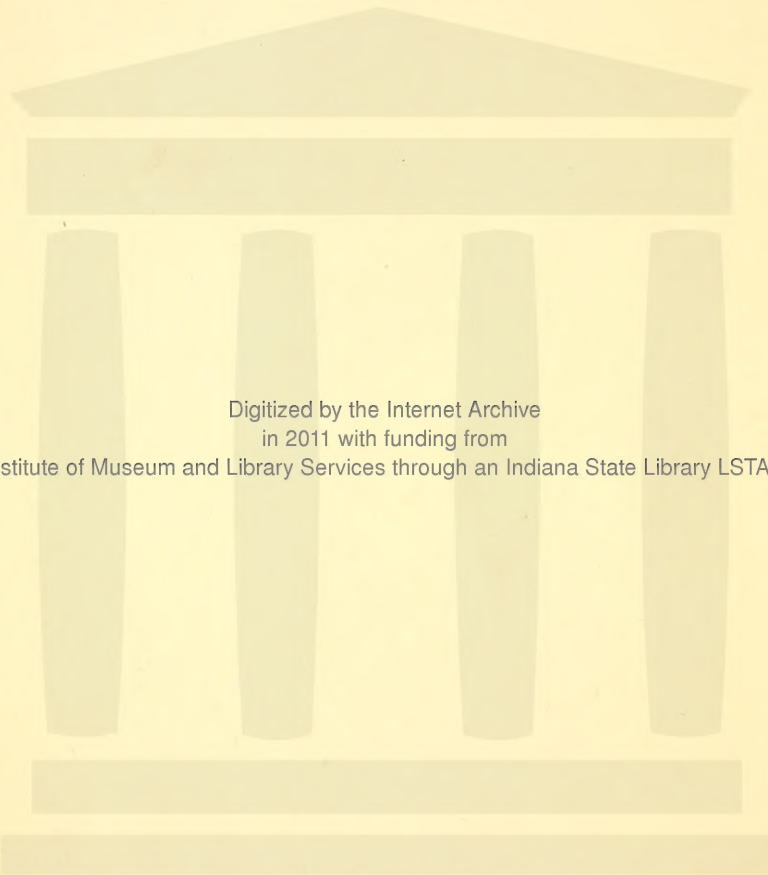 Digitized by the Internet Archive
in 2011 with funding from
stitute of Museum and Library Services through an Indiana State Library LSTA